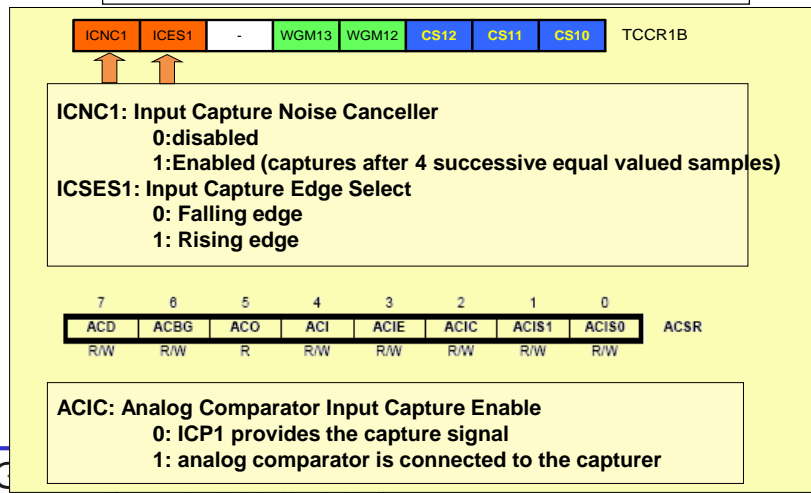 ICNC1 ICES1 - WGM13 WGM12 CS12 CS11 CS10 TCCR1B
ICNC1: Input Capture Noise Canceller
0:disabled
1:Enabled (captures after 4 successive equal valued samples)
ICSES1: Input Capture Edge Select
0: Falling edge
1: Rising edge
7 6 5 4 3 2 1 0
ACD ACBG ACO ACI ACIE ACIC ACIS1 ACIS0 ACSR
R/W R/W R R/W R/W R/W R/W R/W
ACIC: Analog Comparator Input Capture Enable
0: ICP1 provides the capture signal
1: analog comparator is connected to the capturer